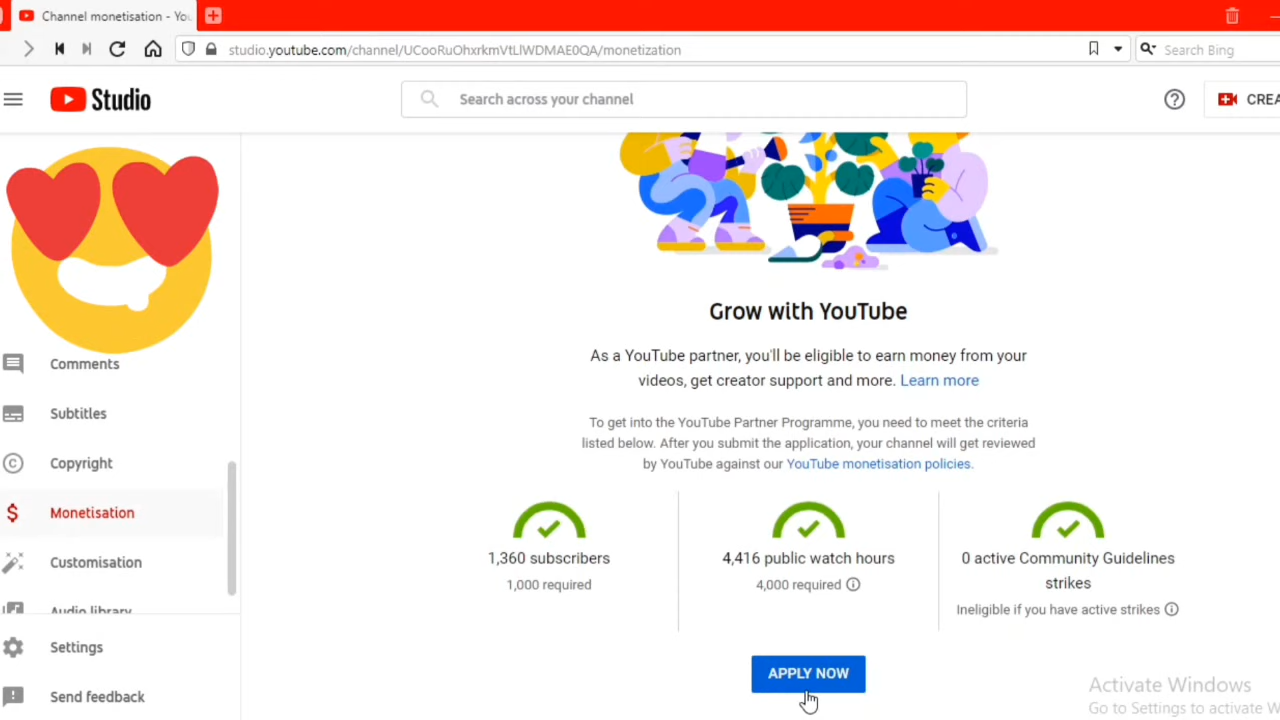 Channel monetisation - You
studio.youtube.com/channel/UCooRuOhxrkmVtLlWDMAE0QA/monetization
Search Bing
Studio
Search across your channel
CREA
Comments
Subtitles
Copyright
Monetisation
Customisation
Audio library
Settings
Send feedback
Grow with YouTube
As a YouTube partner, you'll be eligible to earn money from your
videos, get creator support and more. Learn more
To get into the YouTube Partner Programme, you need to meet the criteria
listed below. After you submit the application, your channel will get reviewed
by YouTube against our YouTube monetisation policies.
1,360 subscribers
1,000 required
4,416 public watch hours
4,000 required
0 active Community Guidelines
strikes
Ineligible if you have active strikes
APPLY NOW
Activate Windows
Go to Settings to activate W